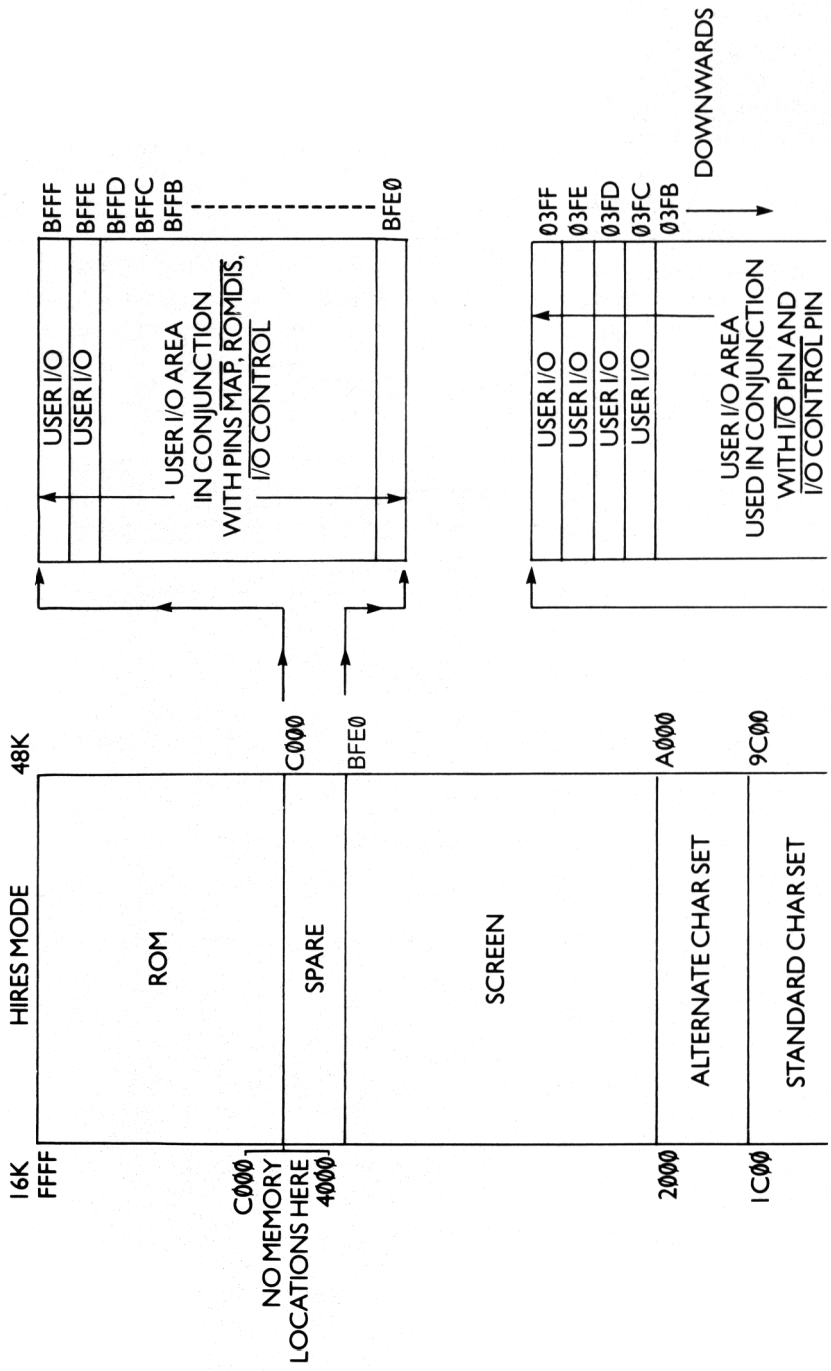 16K
HIRES MODE
48K
FFFF
ROM
C000
NO MEMORY
LOCATIONS HERE
4000
C000
SPARE
BFE0
SCREEN
2000
A000
ALTERNATE CHAR SET
1C00
9C00
STANDARD CHAR SET
USER I/O
BFFF
USER I/O
BFFE
BFFD
BFFC
BFFB
USER I/O AREA
IN CONJUNCTION
WITH PINS MAP, ROMDIS,
I/O CONTROL
BFE0
USER I/O
03FF
USER I/O
03FE
USER I/O
03FD
USER I/O
03FC
03FB
DOWNWARDS
USER I/O AREA
USED IN CONJUNCTION
WITH I/O PIN AND
I/O CONTROL PIN